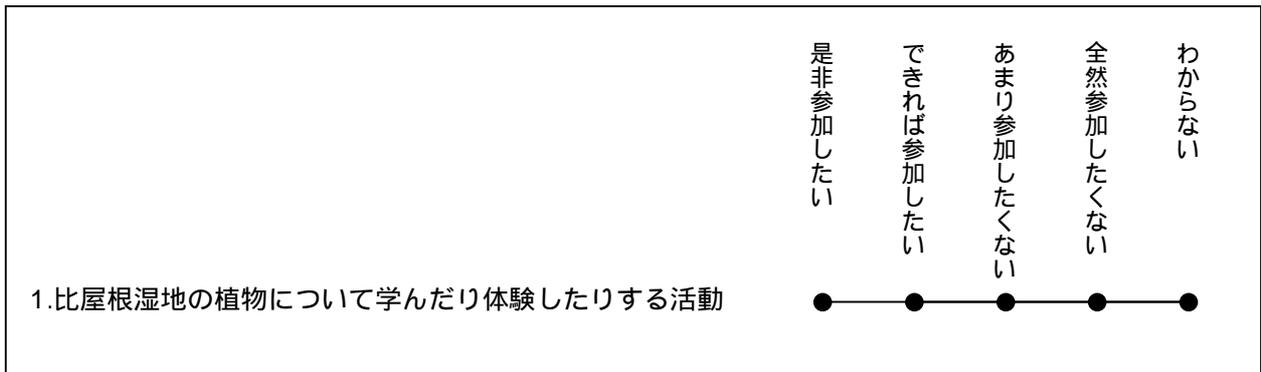 是非参加したい
できれば参加したい
あまり参加したくない
全然参加したくない
わからない
1.比屋根湿地の植物について学んだり体験したりする活動